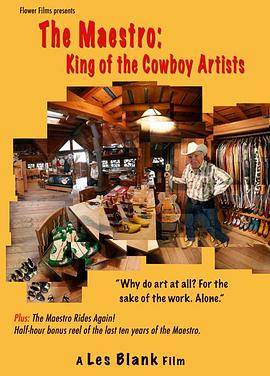 Flower Films presents
The Maestro:
King of the Cowboy Artists
"Why do art at all? For the
sake of the work. Alone."
Plus: The Maestro Rides Again!
Half-hour bonus reel of the last ten years of the Maestro.
A Les Blank Film